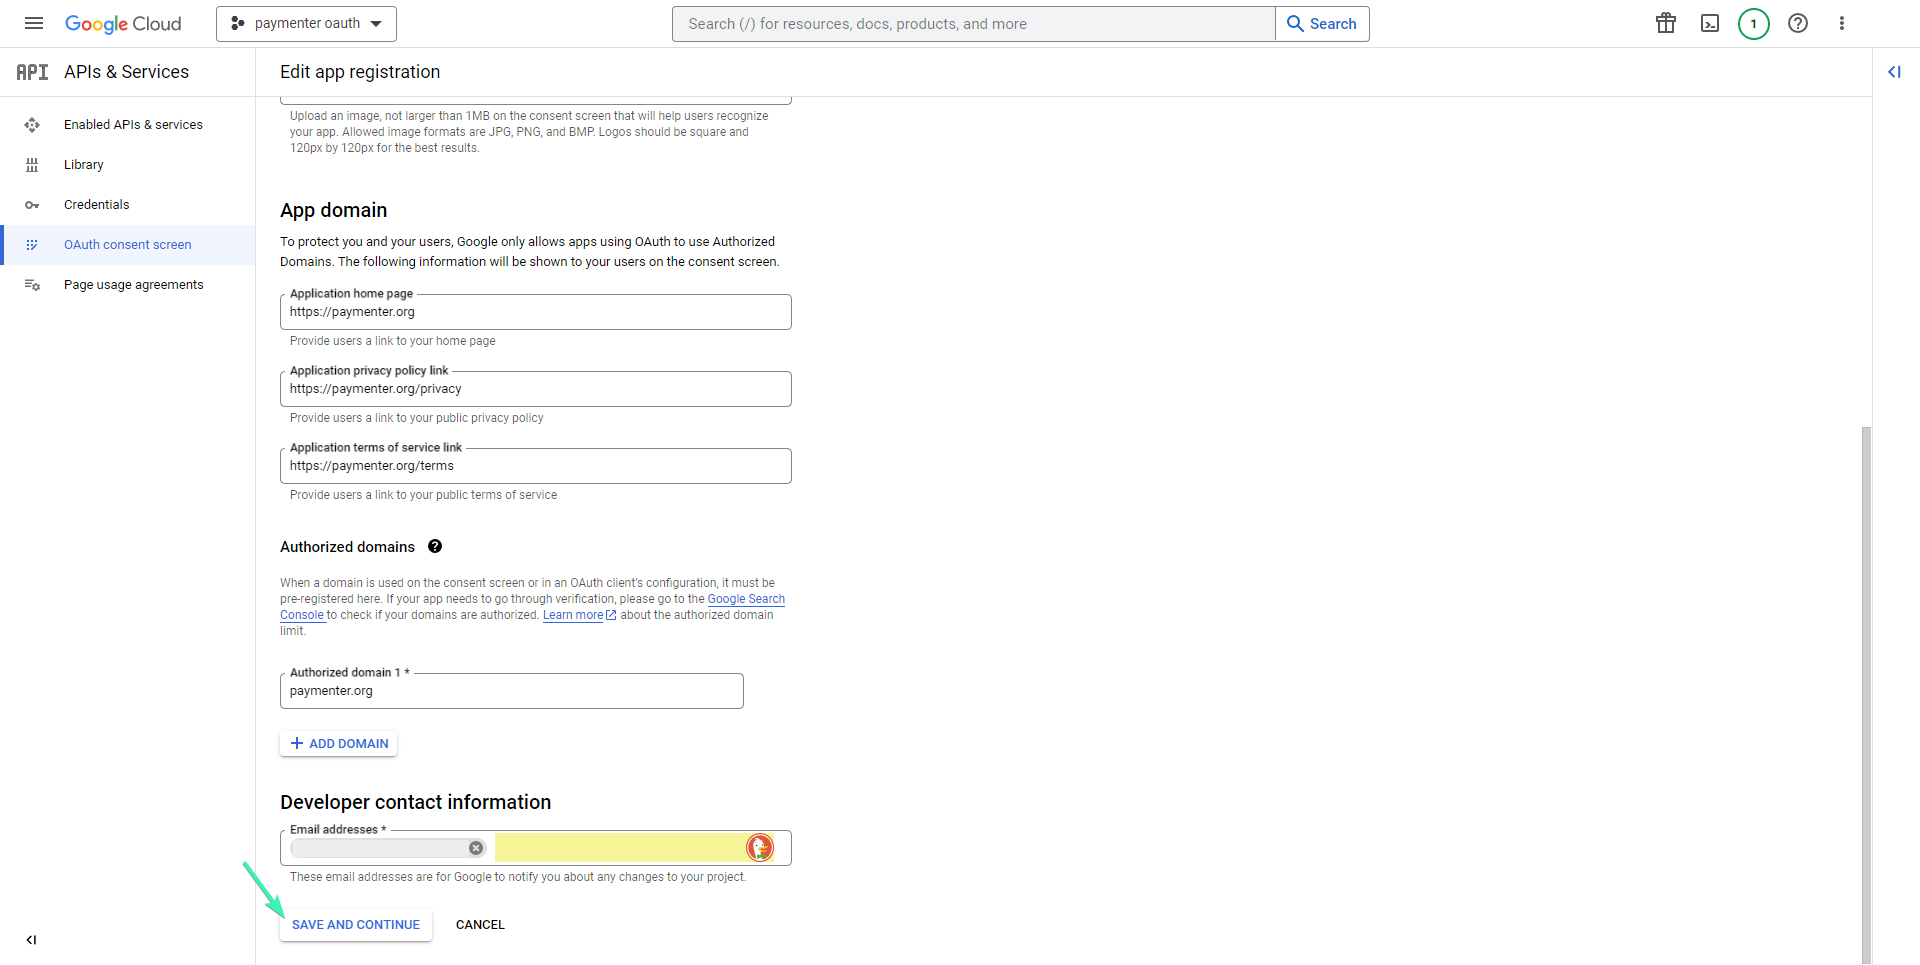 Google Cloud
paymenter oauth
Search (/) for resources, docs, products, and more
Search
1
API
APIs & Services
Edit app registration
Enabled APIs & services
Library
Credentials
OAuth consent screen
Page usage agreements
Upload an image, not larger than 1MB on the consent screen that will help users recognize
your app. Allowed image formats are JPG, PNG, and BMP. Logos should be square and
120px by 120px for the best results.
App domain
To protect you and your users, Google only allows apps using OAuth to use Authorized
Domains. The following information will be shown to your users on the consent screen.
Application home page
https://paymenter.org
Provide users a link to your home page
Application privacy policy link
https://paymenter.org/privacy
Provide users a link to your public privacy policy
Application terms of service link
https://paymenter.org/terms
Provide users a link to your public terms of service
Authorized domains
When a domain is used on the consent screen or in an OAuth client's configuration, it must be
pre-registered here. If your app needs to go through verification, please go to the Google Search
Console to check if your domains are authorized. Learn more about the authorized domain
limit.
Authorized domain 1 *
paymenter.org
ADD DOMAIN
Developer contact information
Email addresses *
These email addresses are for Google to notify you about any changes to your project.
SAVE AND CONTINUE
CANCEL